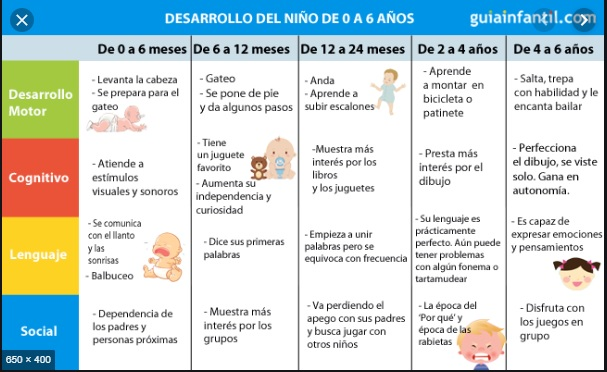 DESARROLLO DEL NIÑO DE 0 A 6 AÑOS
guiainfantil.com
De 0 a 6 meses
De 6 a 12 meses
De 12 a 24 meses
De 2 a 4 años
De 4 a 6 años
Desarrollo
Motor
- Levanta la cabeza
- Se prepara para el
gateo
- Gateo
- Se pone de pie
y da algunos pasos
- Anda
- Aprende a
subir escalones
- Aprende
a montar en
bicicleta o
patinete
- Salta, trepa
con habilidad y le
encanta bailar
Cognitivo
- Atiende a
estímulos
visuales y sonoros
- Tiene
un juguete
favorito
- Aumenta su
independencia y
curiosidad
-Muestra más
interés por los
libros
y los juguetes
- Presta más
interés por el
dibujo
- Perfecciona
el dibujo, se viste
solo. Gana en
autonomía.
Lenguaje
- Se comunica
con el llanto
y las
sonrisas
- Balbuceo
- Dice sus primeras
palabras
- Empieza a unir
palabras pero se
equivoca con frecuencia
- Su lenguaje es
prácticamente
perfecto. Aún puede
tener problemas
con algún fonema o
tartamudear
- Es capaz de
expresar emociones
y pensamientos
Social
- Dependencia de
los padres y
personas próximas
- Muestra más
interés por los
grupos
- Va perdiendo el
apego con sus padres
y busca jugar con
otros niños
- La época del
'Por qué' y
época de las
rabietas
- Disfruta con
los juegos en
grupo
650 × 400